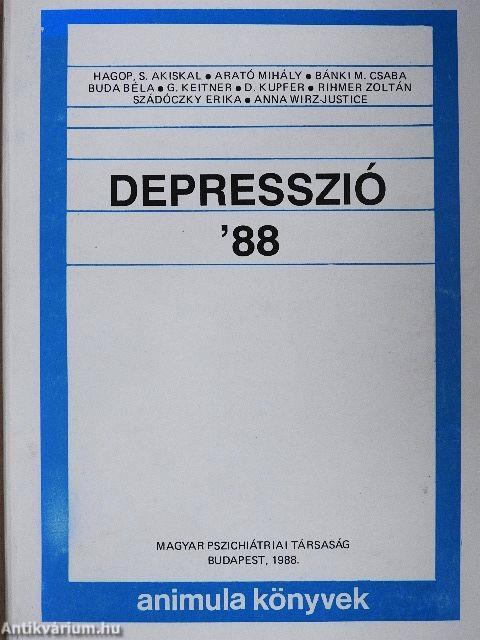 HAGOP, S. AKISKAL ● ARATÓ MIHÁLY ● BÁNKI M. CSABA
BUDA BÉLA ● G. KEITNER ● D. KUPFER ● RIHMER ZOLTÁN
SZÁDÓCZKY ERIKA ● ANNA WIRZ-JUSTICE
DEPRESSZIÓ
’88
MAGYAR PSZICHIÁTRIAI TÁRSASÁG
BUDAPEST, 1988.
animula könyvek
Antikvárium.hu